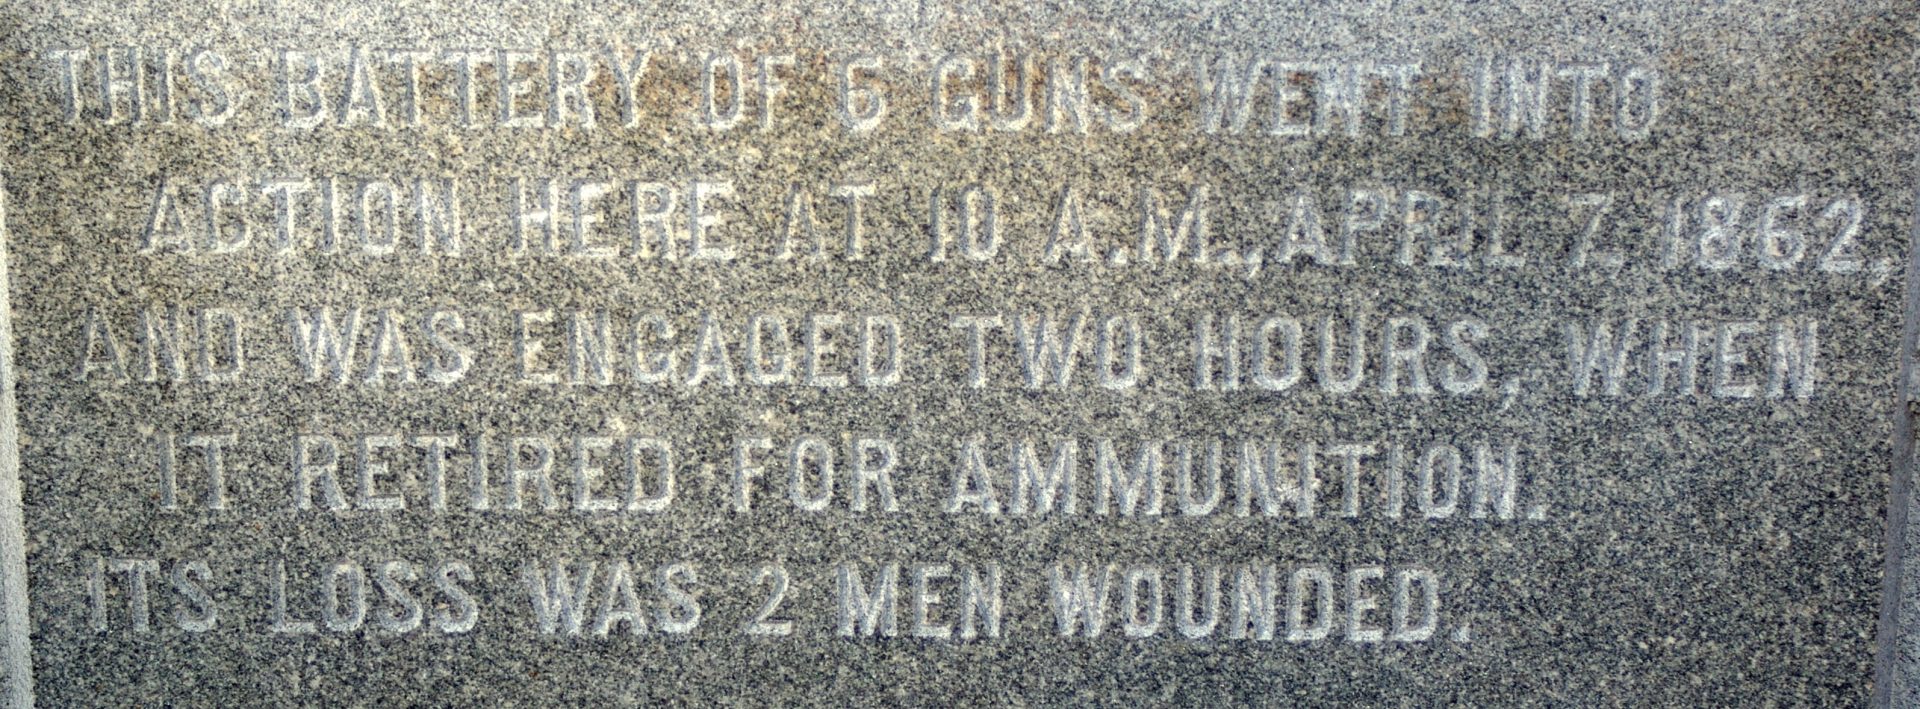 THIS BATTERY OF 6 GUNS WENT INTO
ACTION HERE AT 10 A.M., APRIL 7, 1862,
AND WAS ENGAGED TWO HOURS, WHEN
IT RETIRED FOR AMMUNITION.
ITS LOSS WAS 2 MEN WOUNDED.